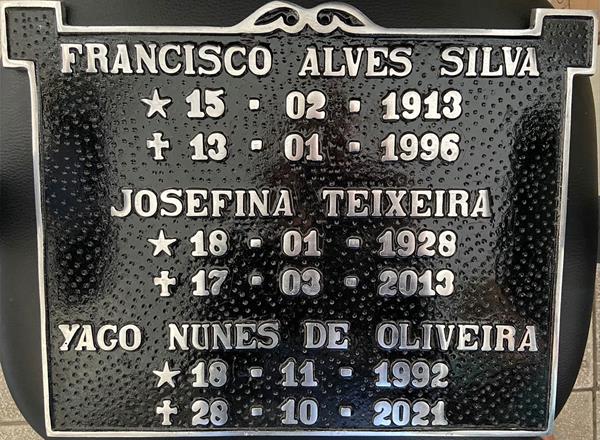 FRANCISCO ALVES SILVA
★ 15 - 02 - 1913
✝ 13 - 01 - 1996
JOSEFINA TEIXEIRA
★ 18 - 01 - 1928
✝ 17 - 03 - 2013
YAGO NUNES DE OLIVEIRA
★ 18 - 11 - 1992
✝ 28 - 10 - 2021